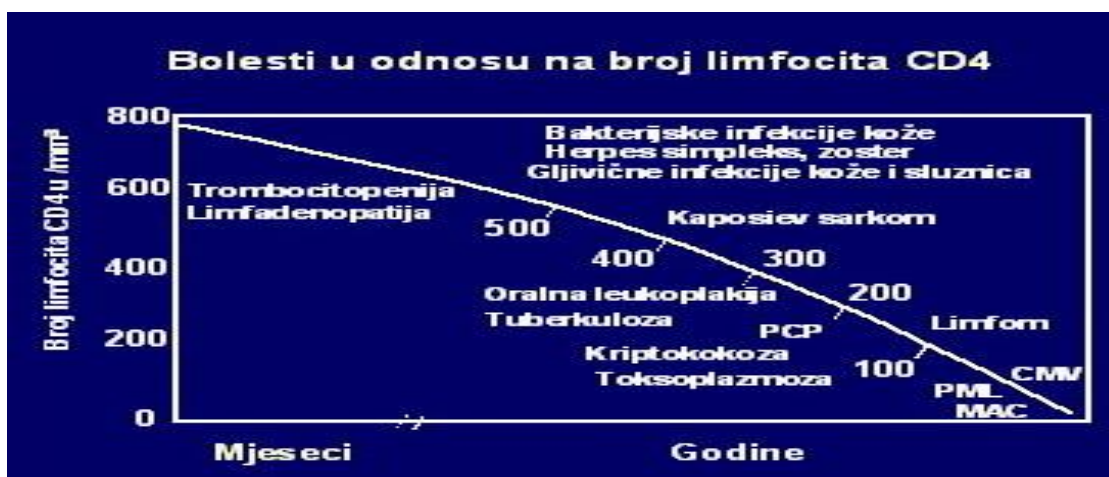 Bolesti u odnosu na broj limfocita CD4
Broj limfocita CD4 u /mm³
800
600
400
200
0
Bakterijske infekcije kože
Herpes simpleks, zoster
Gljivične infekcije kože i sluznica
Trombocitopenija
Limfadenopatija
500
Kaposiev sarkom
400
300
Oralna leukoplakija
200
Tuberkuloza
PCP
Limfom
Kriptokokoza
100
Toksoplazmoza
CMV
PML
MAC
Mjeseci
Godine